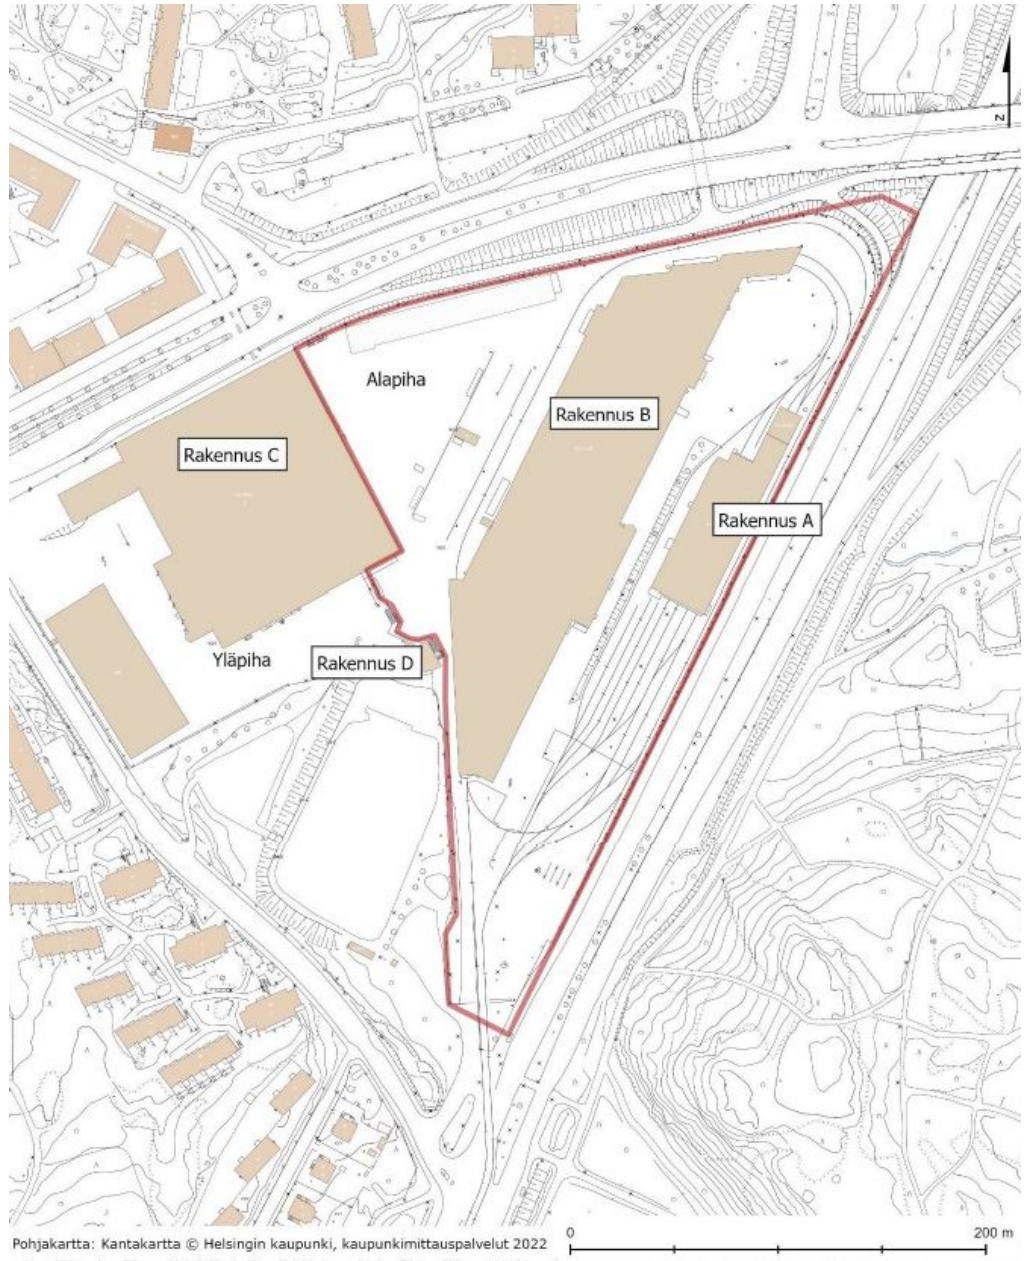 N
Alapiha
Rakennus B
Rakennus C
Rakennus A
Yläpiha
Rakennus D
Pohjakartta: Kantakartta © Helsingin kaupunki, kaupunkimittauspalvelut 2022
0
200 m